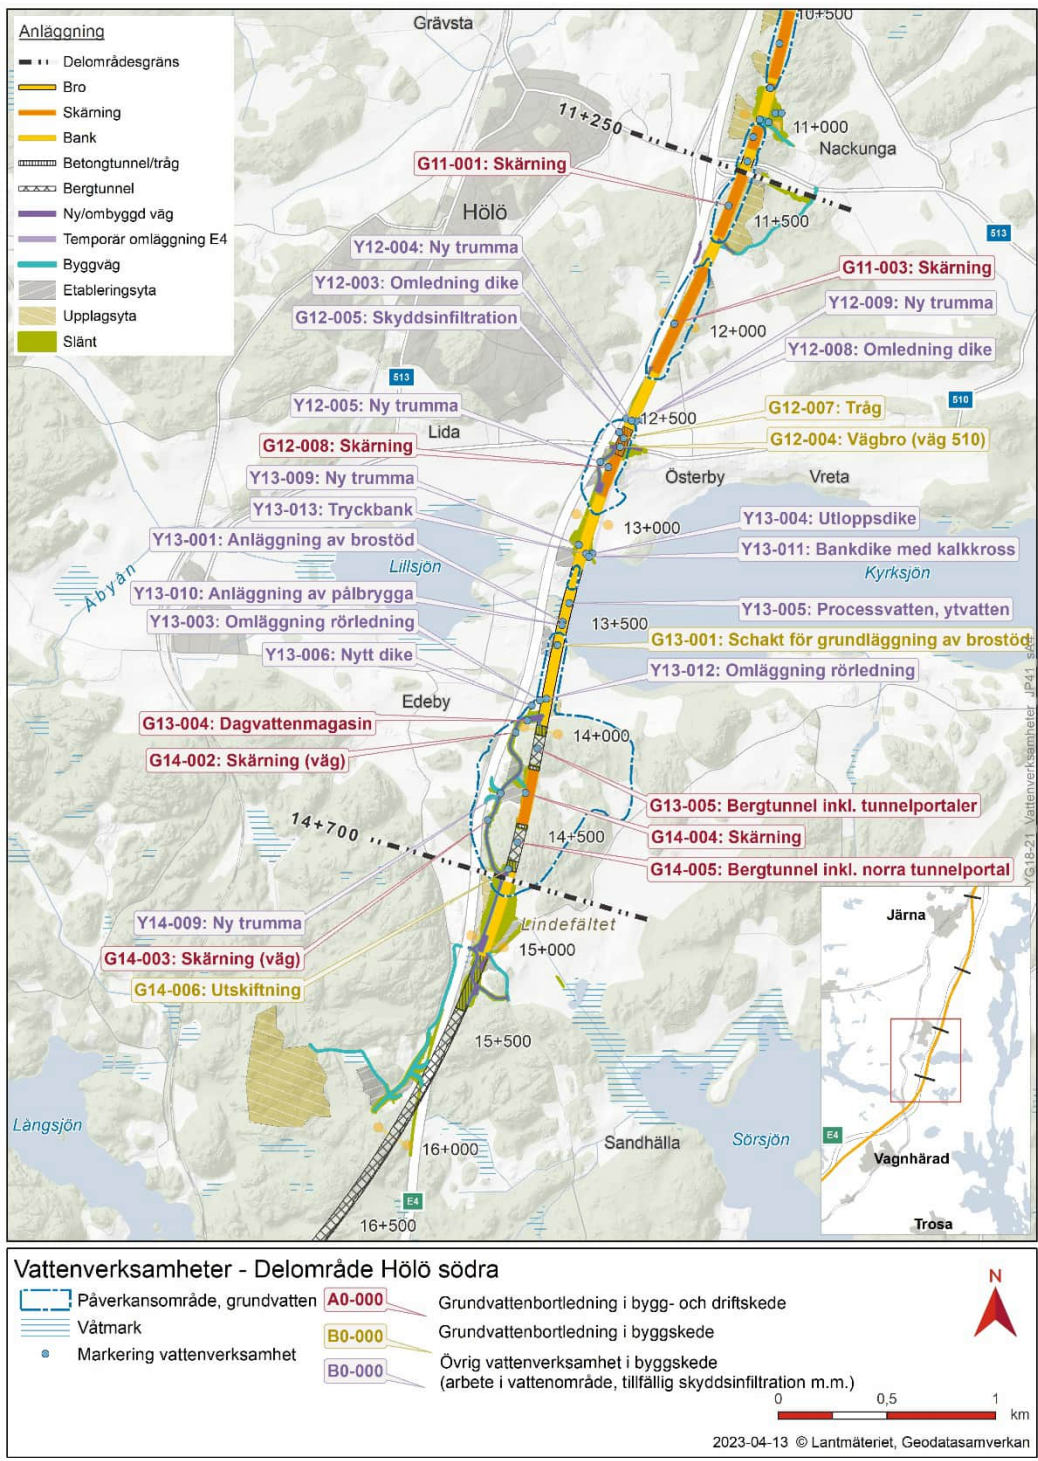 Anläggning
Delområdesgräns
Bro
Skärning
Bank
Betongtunnel/tråg
Bergtunnel
Ny/ombyggd väg
Temporär omläggning E4
Byggväg
Etableringsyta
Upplagsyta
Slänt
Grävsta
10+500
11+250
11+000
Nackunga
G11-001: Skärning
Hölö
11+500
513
Y12-004: Ny trumma
G11-003: Skärning
Y12-003: Omledning dike
Y12-009: Ny trumma
G12-005: Skyddsinfiltration
12+000
Y12-008: Omledning dike
513
510
Y12-005: Ny trumma
G12-007: Tråg
12+500
Lida
G12-008: Skärning
G12-004: Vägbro (väg 510)
Y13-009: Ny trumma
Österby
Vreta
Y13-013: Tryckbank
13+000
Y13-004: Utloppsdike
Y13-001: Anläggning av brostöd
Y13-011: Bankdike med kalkkross
Lillsjön
Kyrksjön
Åbyån
Y13-010: Anläggning av pålbrygga
Y13-005: Processvatten, ytvatten
Y13-003: Omläggning rörledning
13+500
G13-001: Schakt för grundläggning av brostöd
Y13-006: Nytt dike
Y13-012: Omläggning rörledning
Edeby
G13-004: Dagvattenmagasin
14+000
G14-002: Skärning (väg)
G13-005: Bergtunnel inkl. tunnelportaler
14+700
14+500
G14-004: Skärning
G14-005: Bergtunnel inkl. norra tunnelportal
YG18-21 Vattenverksamheter JP41 sA4
Y14-009: Ny trumma
Lindefältet
G14-003: Skärning (väg)
15+000
G14-006: Utskiftning
15+500
Långsjön
16+000
Sandhälla
Sörsjön
E4
16+500
Järna
E4
Vagnhärad
Trosa
Vattenverksamheter - Delområde Hölö södra
Påverkansområde, grundvatten
Våtmark
Markering vattenverksamhet
A0-000
Grundvattenbortledning i bygg- och driftskede
B0-000
Grundvattenbortledning i byggskede
B0-000
Övrig vattenverksamhet i byggskede
(arbete i vattenområde, tillfällig skyddsinfiltration m.m.)
N
0
0,5
1
km
2023-04-13 © Lantmäteriet, Geodatasamverkan